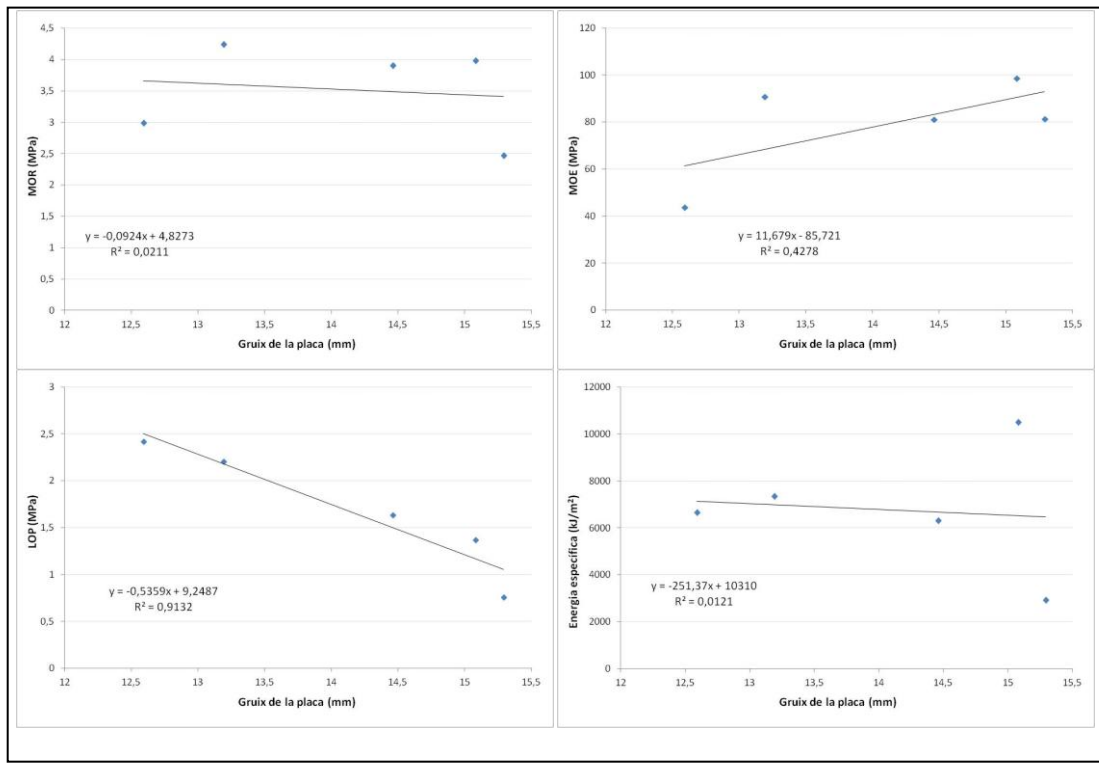 4,5
4
3,5
3
2,5
2
1,5
1
0,5
0
MOR (MPa)
y = -0,0924x + 4,8273
R² = 0,0211
12 12,5 13 13,5 14 14,5 15 15,5
Gruix de la placa (mm)
120
100
80
60
40
20
0
MOE (MPa)
y = 11,679x - 85,721
R² = 0,4278
12 12,5 13 13,5 14 14,5 15 15,5
Gruix de la placa (mm)
3
2,5
2
1,5
1
0,5
0
LOP (MPa)
y = -0,5359x + 9,2487
R² = 0,9132
12 12,5 13 13,5 14 14,5 15 15,5
Gruix de la placa (mm)
12000
10000
8000
6000
4000
2000
0
Energia específica (kJ/m²)
y = -251,37x + 10310
R² = 0,0121
12 12,5 13 13,5 14 14,5 15 15,5
Gruix de la placa (mm)